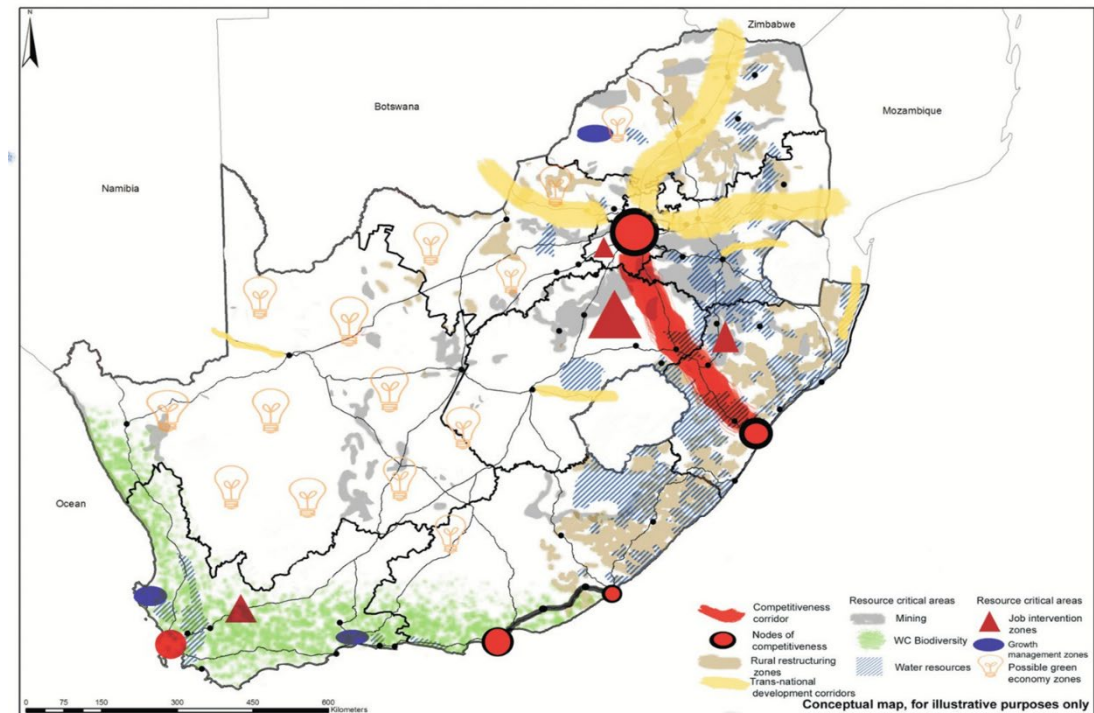 N
Zimbabwe
Botswana
Mozambique
Namibia
Ocean
Competitiveness
corridor
Nodes of
competitiveness
Rural restructuring
zones
Trans-national
development corridors
Resource critical areas
Mining
WC Biodiversity
Water resources
Resource critical areas
Job intervention
zones
Growth
management zones
Possible green
economy zones
0 75 150 300 450 600
Kilometers
Conceptual map, for illustrative purposes only